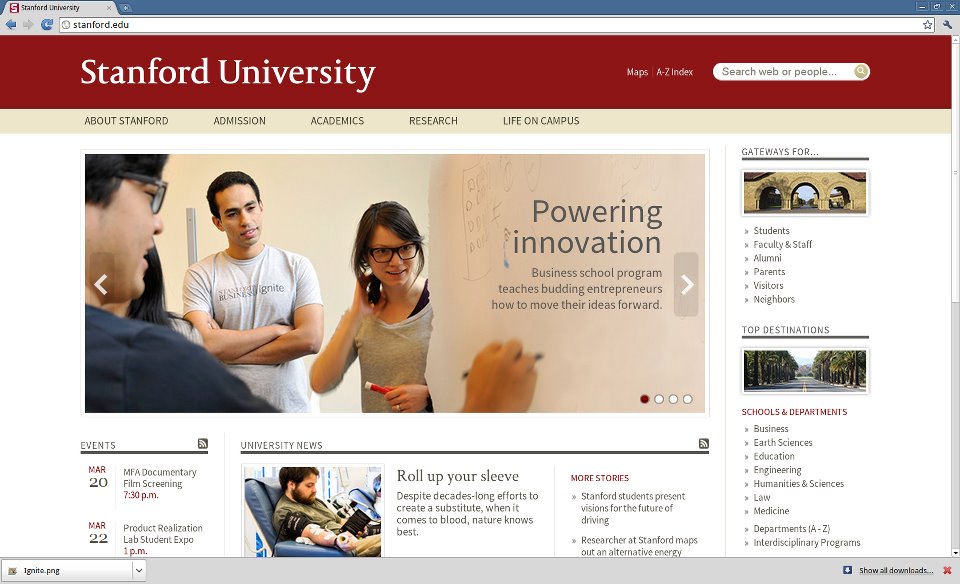 Stanford University
stanford.edu
Stanford University
Maps | A-Z Index
Search web or people...
ABOUT STANFORD
ADMISSION
ACADEMICS
RESEARCH
LIFE ON CAMPUS
STANFORD
BUSINESS ignite
Powering
innovation
Business school program
teaches budding entrepreneurs
how to move their ideas forward.
GATEWAYS FOR...
» Students
» Faculty & Staff
» Alumni
» Parents
» Visitors
» Neighbors
TOP DESTINATIONS
SCHOOLS & DEPARTMENTS
» Business
» Earth Sciences
» Education
» Engineering
» Humanities & Sciences
» Law
» Medicine
» Departments (A - Z)
» Interdisciplinary Programs
EVENTS
MAR
20
MFA Documentary
Film Screening
7:30 p.m.
MAR
22
Product Realization
Lab Student Expo
1 p.m.
UNIVERSITY NEWS
Roll up your sleeve
Despite decades-long efforts to
create a substitute, when it
comes to blood, nature knows
best.
MORE STORIES
» Stanford students present
visions for the future of
driving
» Researcher at Stanford maps
out an alternative energy
Ignite.png
Show all downloads...